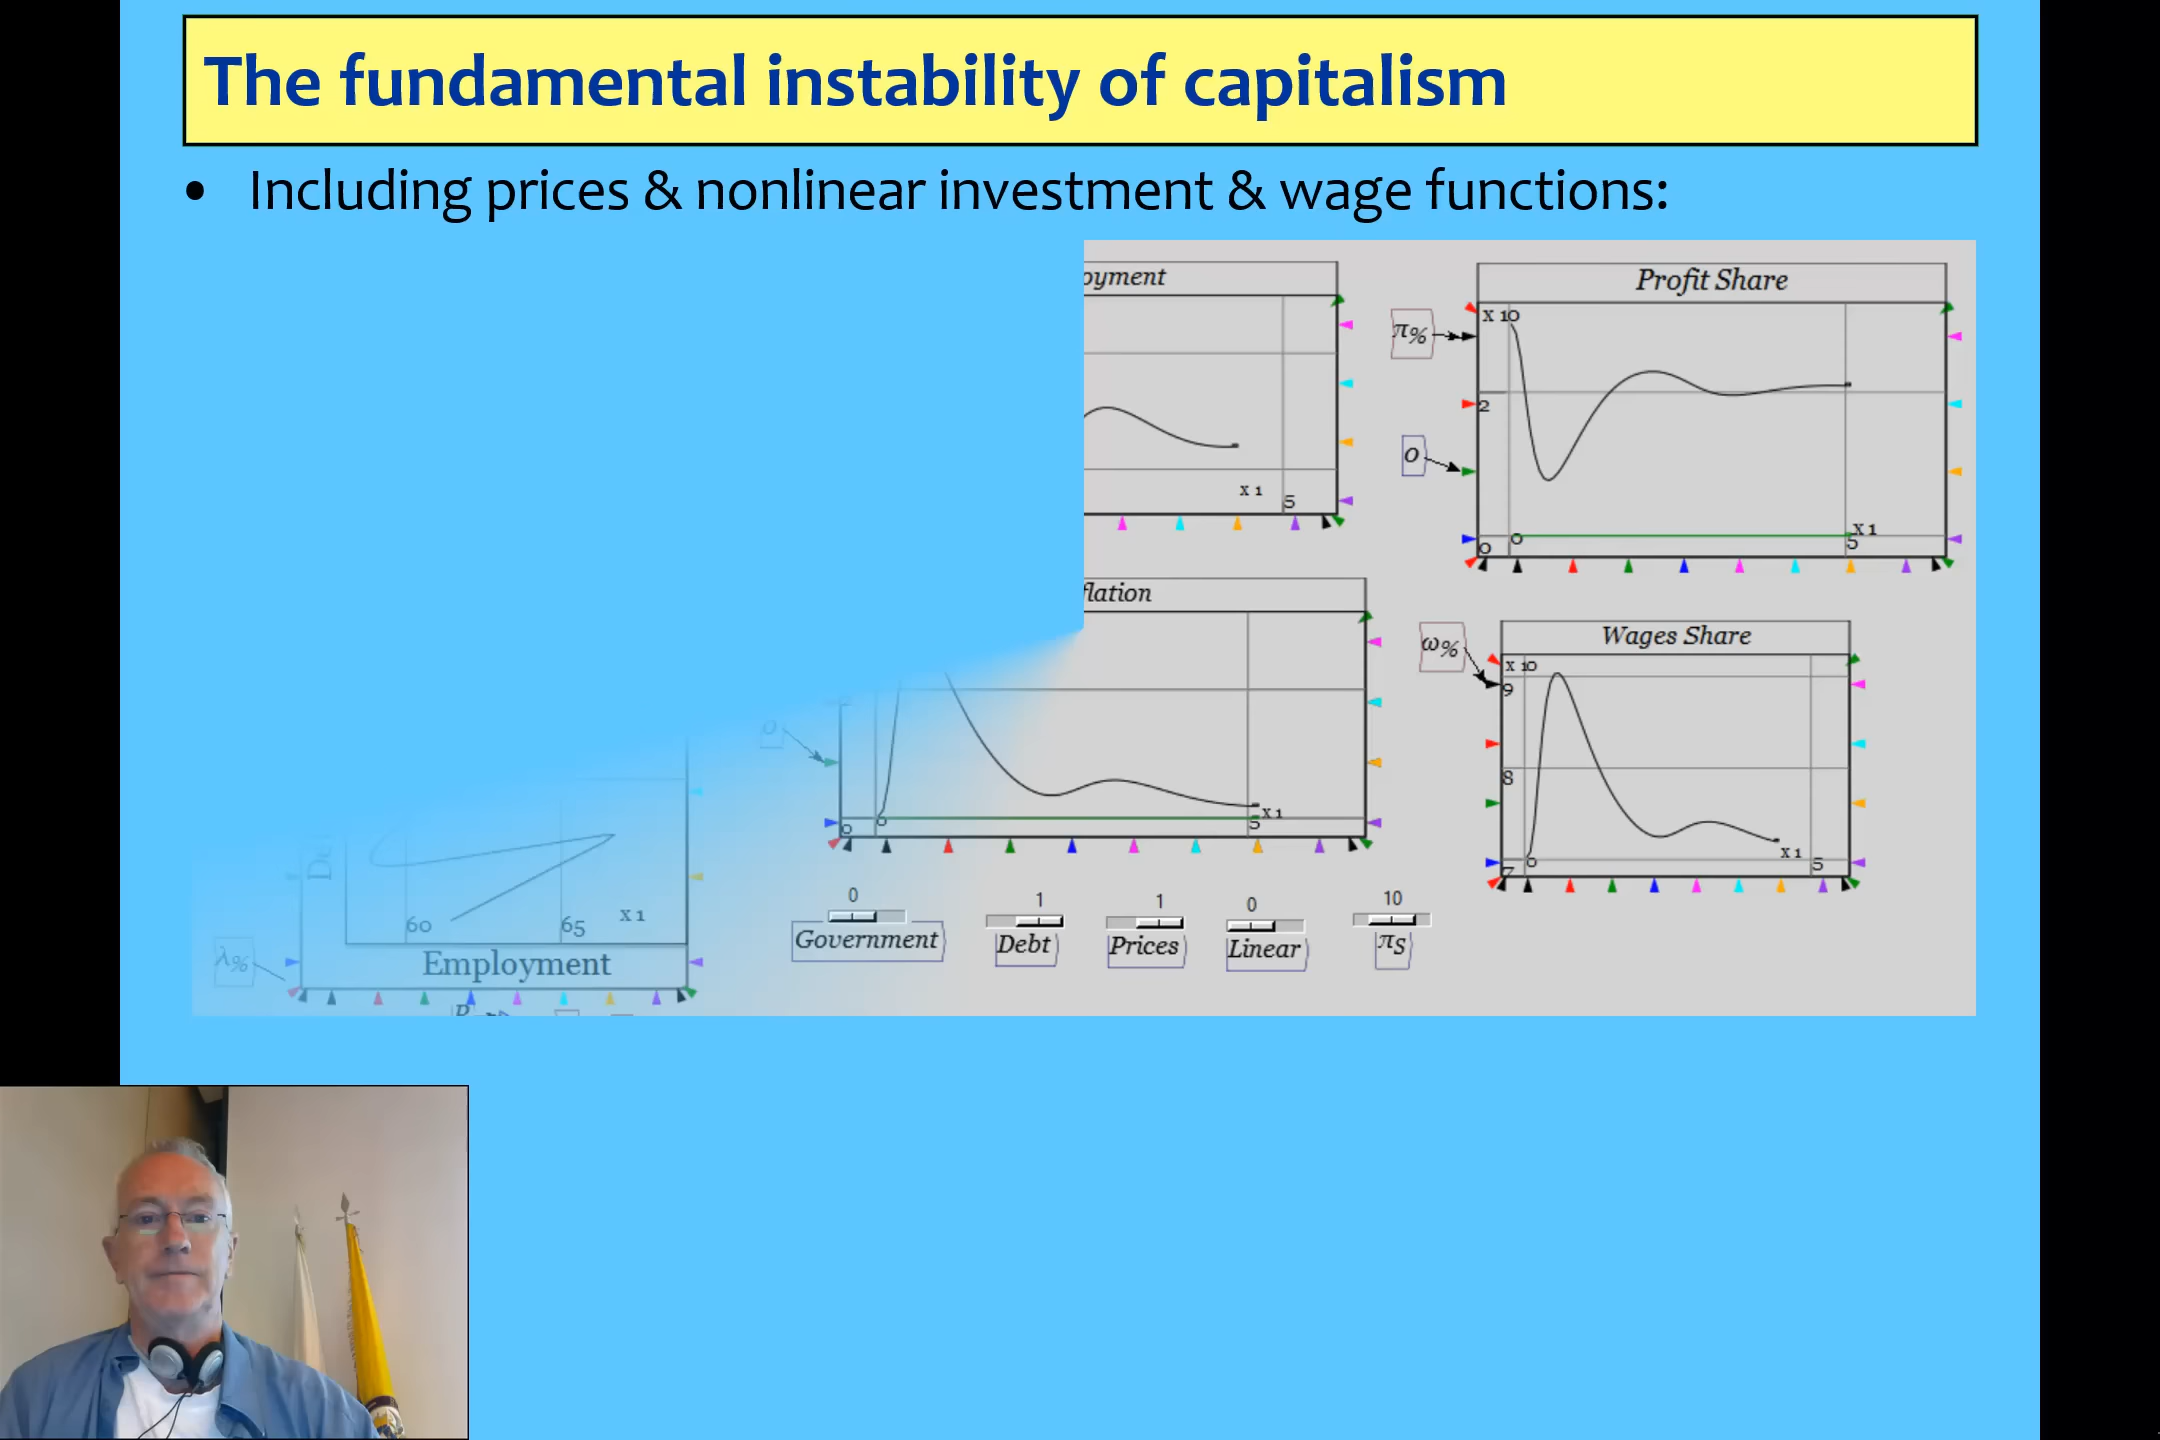 The fundamental instability of capitalism
• Including prices & nonlinear investment & wage functions:
oyment
x 1
5
Profit Share
π%
x 10
2
0
0
0
x 1
5
flation
0
0
x 1
5
Wages Share
ω%
x 10
9
8
7
0
x 1
5
60
65
x 1
Employment
λ%
0
Government
1
Debt
1
Prices
0
Linear
10
πS